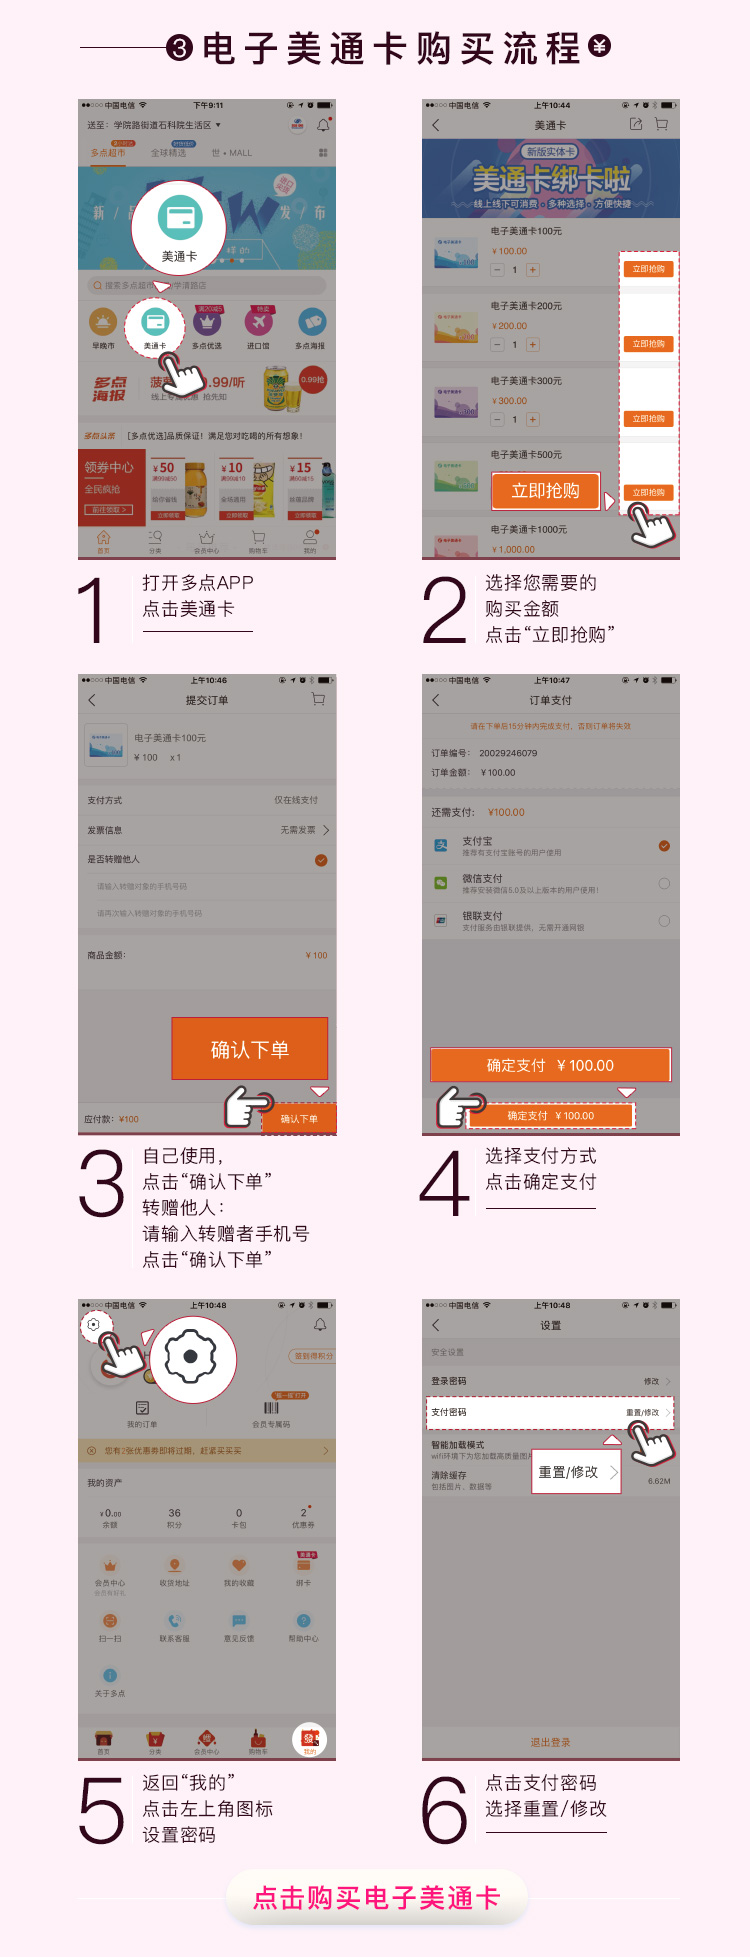 ③电子美通卡购买流程¥
中国电信
下午9:11
送至：学院路街道石科院生活区
多点超市
全球精选
世·MALL
新
发 布
美通卡
早晚市
美通卡
满20减5
多点优选
特卖
进口馆
多点海报
多点海报
.99/听
抢先知
0.99抢
[多点优选]品质保证！满足您对吃喝的所有想象！
领券中心
全民疯抢
前往领取 >
¥50
¥10
¥15
立即领取
立即领取
立即领取
首页
分类
会员中心
购物车
我的
1
打开多点APP
点击美通卡
中国电信
上午10:44
美通卡
新版实体卡
美通卡绑卡啦
线上线下可消费·多种选择·方便快捷
电子美通卡100元
¥100.00
- 1 +
立即抢购
电子美通卡200元
¥200.00
- 1 +
立即抢购
电子美通卡300元
¥300.00
- 1 +
立即抢购
电子美通卡500元
立即抢购
立即抢购
电子美通卡1000元
¥1,000.00
2
选择您需要的
购买金额
点击“立即抢购”
中国电信
上午10:46
提交订单
电子美通卡100元
¥100 x1
支付方式
仅在线支付
发票信息
无需发票
是否转赠他人
请输入转赠对象的手机号码
请再次输入转赠对象的手机号码
商品金额：
¥100
确认下单
应付款：¥100
确认下单
3
自己使用，
点击“确认下单”
转赠他人：
请输入转赠者手机号
点击“确认下单”
中国电信
上午10:47
订单支付
请在下单后15分钟内完成支付，否则订单将失效
订单编号： 20029246079
订单金额： ¥100.00
还需支付： ¥100.00
支付宝
推荐有支付宝账号的用户使用
微信支付
推荐安装微信5.0及以上版本的用户使用！
银联支付
支付服务由银联提供，无需开通网银
确定支付 ¥100.00
确定支付 ¥100.00
4
选择支付方式
点击确定支付
中国电信
上午10:48
签到得积分
我的订单
会员专属码
您有2张优惠券即将过期，赶紧买买买
我的资产
¥0.00
36
0
2
余额
积分
卡包
优惠券
会员中心
收货地址
我的收藏
绑卡
扫一扫
联系客服
意见反馈
帮助中心
关于多点
首页
分类
会员中心
购物车
我的
5
返回“我的”
点击左上角图标
设置密码
中国电信
上午10:48
设置
安全设置
登录密码
修改
支付密码
重置/修改
智能加载模式
wifi环境下为您加载高质量图片
重置/修改
清除缓存
包括图片、数据等
6.62M
退出登录
6
点击支付密码
选择重置/修改
点击购买电子美通卡